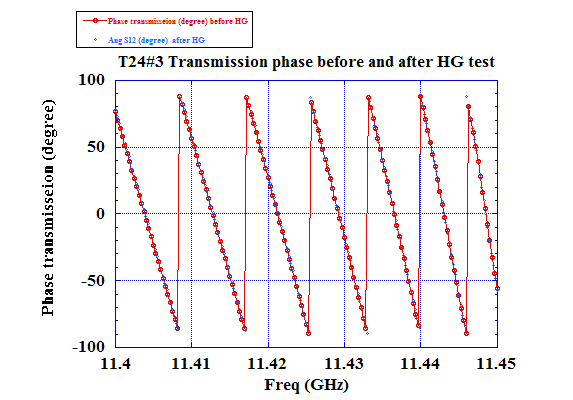 Phase transmisseion (degree) before HG
Ang S12 (degree) after HG
T24#3 Transmission phase before and after HG test
Phase transmisseion (degree)
100
50
0
-50
-100
11.4
11.41
11.42
11.43
11.44
11.45
Freq (GHz)